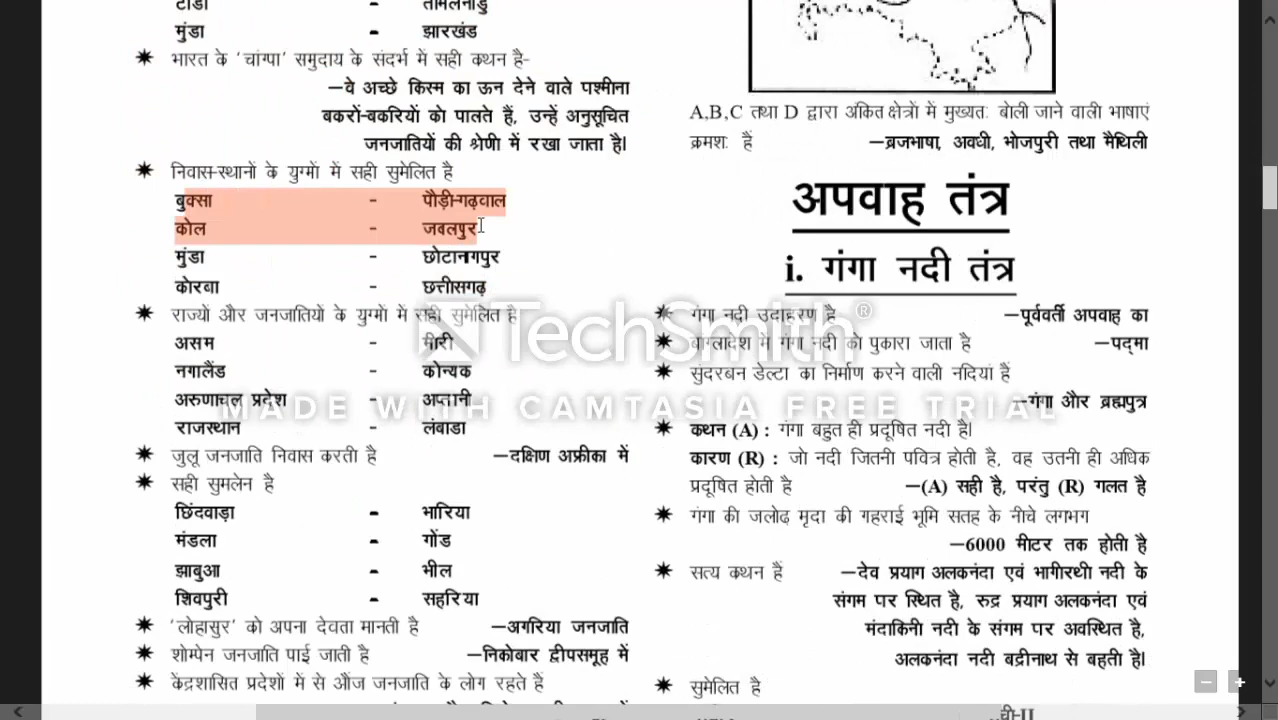 टोडा - तमिलनाडु
मुंडा - झारखंड
✷ भारत के 'चांग्पा' समुदाय के संदर्भ में सही कथन है-
–वे अच्छे किस्म का ऊन देने वाले पश्मीना
बकरों-बकरियों को पालते हैं, उन्हें अनुसूचित
जनजातियों की श्रेणी में रखा जाता है।
✷ निवास-स्थानों के युग्मों में सही सुमेलित है
बुक्सा - पौड़ी-गढ़वाल
कोल - जबलपुर
मुंडा - छोटानागपुर
कोरबा - छत्तीसगढ़
✷ राज्यों और जनजातियों के युग्मों में सही सुमेलित है
असम - मीरी
नगालैंड - कोन्यक
अरुणाचल प्रदेश - अप्तानी
राजस्थान - लंबाडा
✷ जुलू जनजाति निवास करती है –दक्षिण अफ्रीका में
✷ सही सुमलेन है
छिंदवाड़ा - भारिया
मंडला - गोंड
झाबुआ - भील
शिवपुरी - सहरिया
✷ 'लोहासुर' को अपना देवता मानती है –अगरिया जनजाति
✷ शोम्पेन जनजाति पाई जाती है –निकोबार द्वीपसमूह में
✷ केंद्रशासित प्रदेशों में से ओंज जनजाति के लोग रहते हैं
A,B,C तथा D द्वारा अंकित क्षेत्रों में मुख्यतः बोली जाने वाली भाषाएं
क्रमशः हैं –ब्रजभाषा, अवधी, भोजपुरी तथा मैथिली
अपवाह तंत्र
i. गंगा नदी तंत्र
✷ गंगा नदी उदाहरण है –पूर्ववर्ती अपवाह का
✷ बांग्लादेश में गंगा नदी को पुकारा जाता है –पद्मा
✷ सुंदरबन डेल्टा का निर्माण करने वाली नदियां हैं
–गंगा और ब्रह्मपुत्र
✷ कथन (A) : गंगा बहुत ही प्रदूषित नदी है।
कारण (R) : जो नदी जितनी पवित्र होती है, वह उतनी ही अधिक
प्रदूषित होती है –(A) सही है, परंतु (R) गलत है
✷ गंगा की जलोढ़ मृदा की गहराई भूमि सतह के नीचे लगभग
–6000 मीटर तक होती है
✷ सत्य कथन हैं –देव प्रयाग अलकनंदा एवं भागीरथी नदी के
संगम पर स्थित है, रुद्र प्रयाग अलकनंदा एवं
मंदाकिनी नदी के संगम पर अवस्थित है,
अलकनंदा नदी बद्रीनाथ से बहती है।
✷ सुमेलित है
TechSmith®
MADE WITH CAMTASIA FREE TRIAL